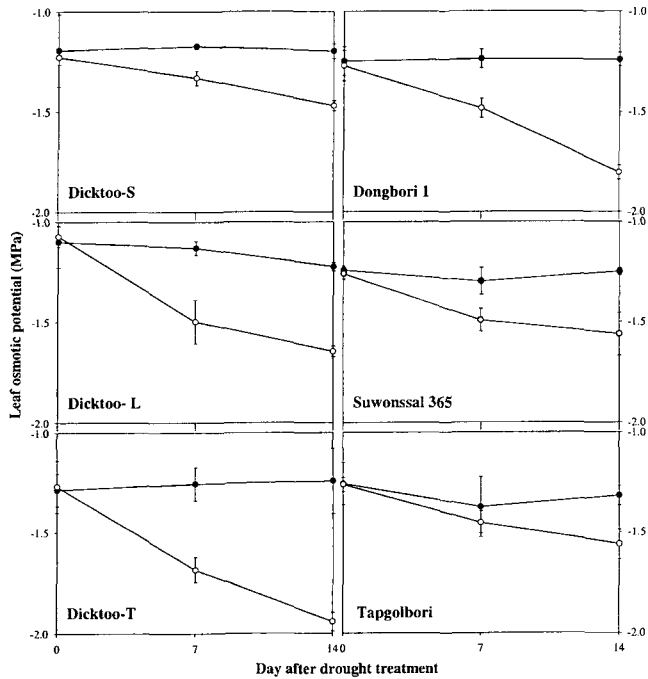 -1.0
-1.5
-2.0
Dicktoo-S
-1.0
-1.5
-2.0
Dongbori 1
-1.0
-1.5
-2.0
Dicktoo- L
-1.0
-1.5
-2.0
Suwonssal 365
-1.0
-1.5
-2.0
Dicktoo-T
-1.0
-1.5
-2.0
Tapgolbori
Leaf osmotic potential (MPa)
0 7 14 0 7 14
Day after drought treatment